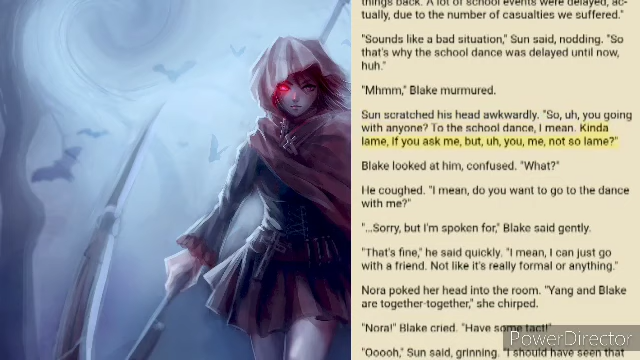 things back. A lot of school events were delayed, ac-
tually, due to the number of casualties we suffered."
"Sounds like a bad situation," Sun said, nodding. "So
that's why the school dance was delayed until now,
huh."
"Mhmm," Blake murmured.
Sun scratched his head awkwardly. "So, uh, you going
with anyone? To the school dance, I mean. Kinda
lame, if you ask me, but, uh, you, me, not so lame?"
Blake looked at him, confused. "What?"
He coughed. "I mean, do you want to go to the dance
with me?"
"...Sorry, but I'm spoken for," Blake said gently.
"That's fine," he said quickly. "I mean, I can just go
with a friend. Not like it's really formal or anything."
Nora poked her head into the room. "Yang and Blake
are together-together," she chirped.
"Nora!" Blake cried. "Have some tact!"
"Ooooh," Sun said, grinning. "I should have seen that
PowerDirector